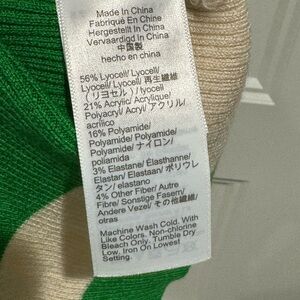 Made In China
Fabriqué En Chine
Hergestellt In China
Vervaardigd In China
中国製
hecho en china
56% Lyocell/ Lyocell/
Lyocell/ Lyocell/ 再生繊維
(リヨセル) / lyocell
21% Acrylic/ Acrylique/
Polyacryl/ Acryl/ アクリル/
acrílico
16% Polyamide/
Polyamide/ Polyamid/
Polyamide/ ナイロン/
poliamida
3% Elastane/ Élasthanne/
Elastan/ Elastaan/ ポリウレ
タン/ elastano
4% Other Fiber/ Autre
Fibre/ Sonstige Fasern/
Andere Vezel/ その他繊維/
otras
Machine Wash Cold. With
Like Colors. Non-chlorine
Bleach Only. Tumble Dry
Low. Iron On Lowest
Setting.